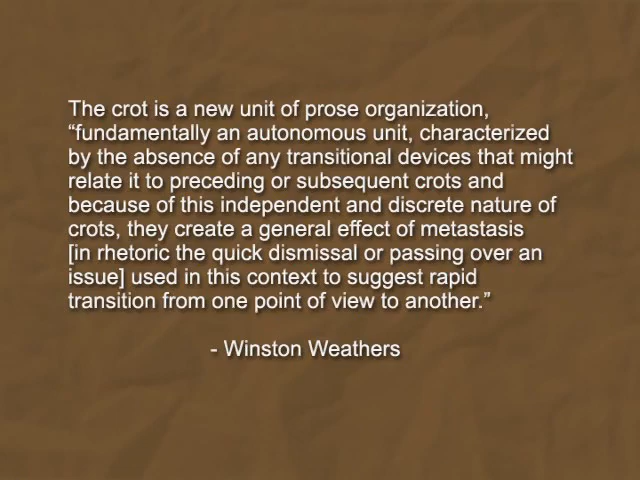 The crot is a new unit of prose organization,
“fundamentally an autonomous unit, characterized
by the absence of any transitional devices that might
relate it to preceding or subsequent crots and
because of this independent and discrete nature of
crots, they create a general effect of metastasis
[in rhetoric the quick dismissal or passing over an
issue] used in this context to suggest rapid
transition from one point of view to another.”
- Winston Weathers